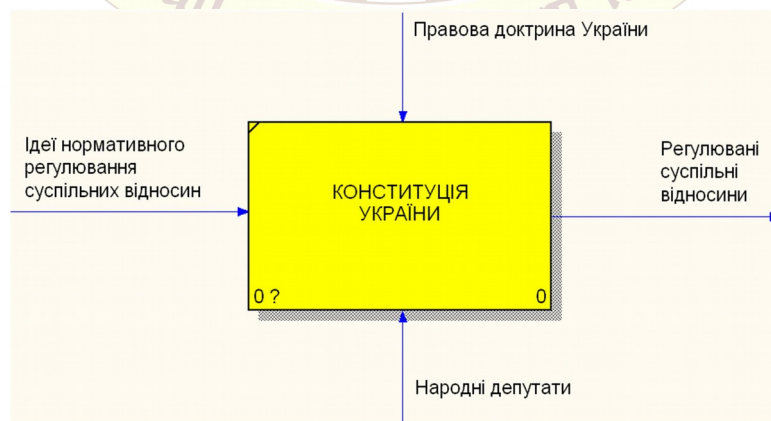 Правова доктрина України
Ідеї нормативного
регулювання
суспільних відносин
КОНСТИТУЦІЯ
УКРАЇНИ
Регулювані
суспільні
відносини
0 ?
0
Народні депутати